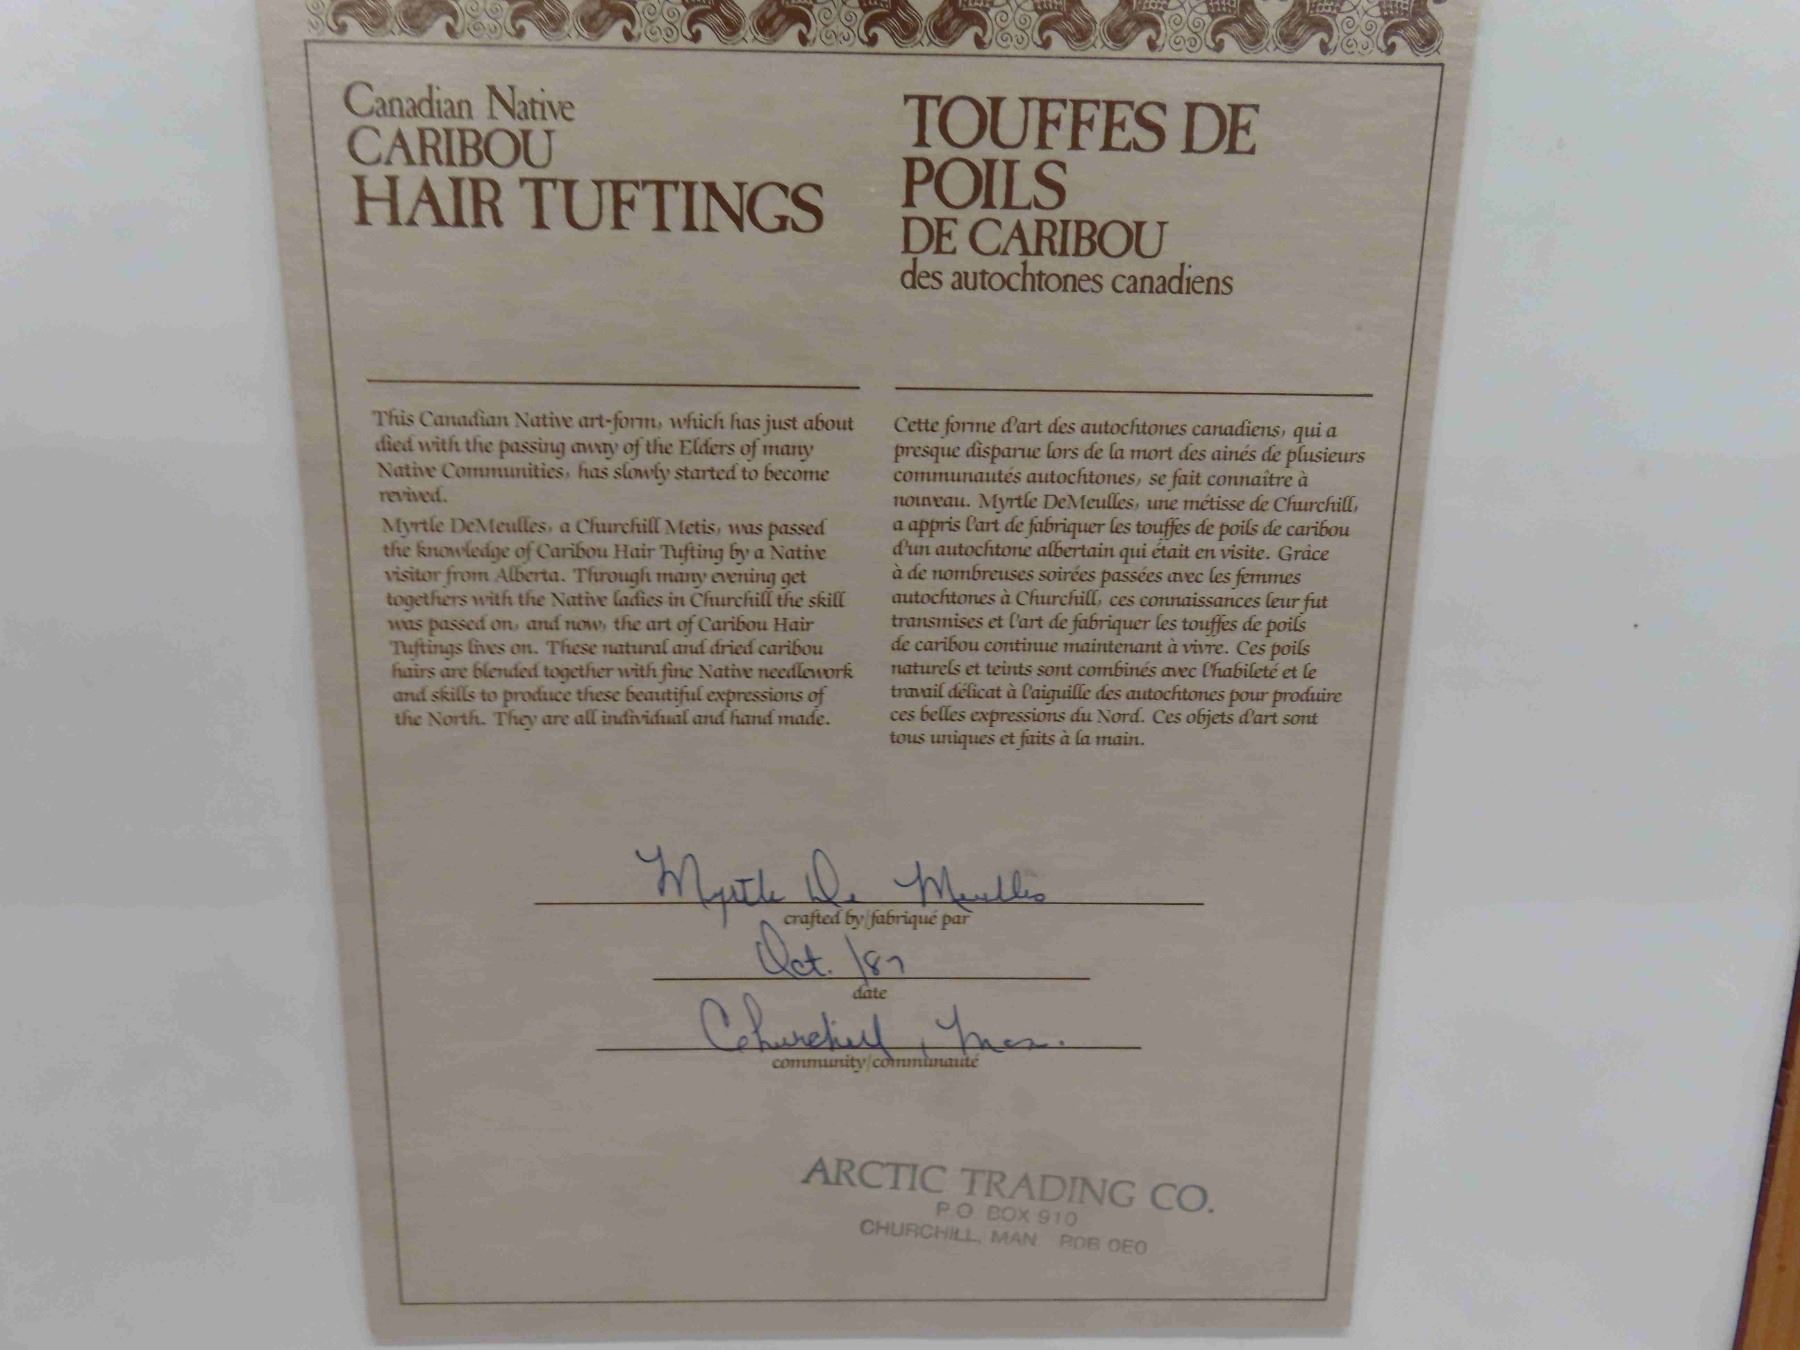 Canadian Native
CARIBOU
HAIR TUFTINGS
This Canadian Native art-form, which has just about
died with the passing away of the Elders of many
Native Communities, has slowly started to become
revived.
Myrtle DeMeulles, a Churchill Metis, was passed
the knowledge of Caribou Hair Tufting by a Native
visitor from Alberta. Through many evening get
togethers with the Native ladies in Churchill the skill
was passed on, and now, the art of Caribou Hair
Tuftings lives on. These natural and dried caribou
hairs are blended together with fine Native needlework
and skills to produce these beautiful expressions of
the North. They are all individual and hand made.
TOUFFES DE
POILS
DE CARIBOU
des autochtones canadiens
Cette forme d'art des autochtones canadiens, qui a
presque disparue lors de la mort des ainés de plusieurs
communautés autochtones, se fait connaître à
nouveau. Myrtle DeMeulles, une métisse de Churchill,
a appris l'art de fabriquer les touffes de poils de caribou
d'un autochtone albertain qui était en visite. Grâce
à de nombreuses soirées passées avec les femmes
autochtones à Churchill, ces connaissances leur fut
transmises et l'art de fabriquer les touffes de poils
de caribou continue maintenant à vivre. Ces poils
naturels et teints sont combinés avec l'habileté et le
travail délicat à l'aiguille des autochtones pour produire
ces belles expressions du Nord. Ces objets d'art sont
tous uniques et faits à la main.
Myrtle De Meulles
crafted by/fabriqué par
Oct. /87
date
Churchill, Man.
community/communauté
ARCTIC TRADING CO.
P.O. BOX 910
CHURCHILL, MAN R0B 0E0